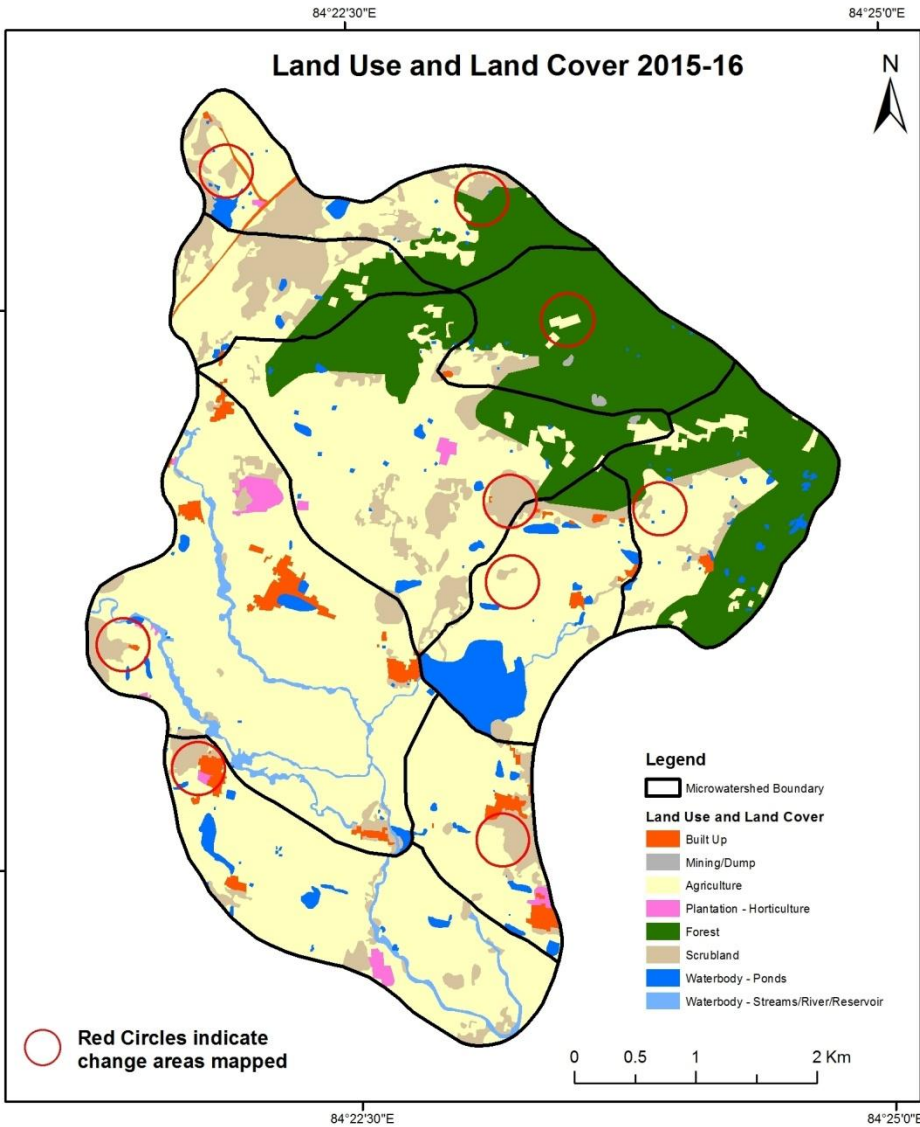 84°22'30"E
84°25'0"E
Land Use and Land Cover 2015-16
N
Legend
Microwatershed Boundary
Land Use and Land Cover
Built Up
Mining/Dump
Agriculture
Plantation - Horticulture
Forest
Scrubland
Waterbody - Ponds
Waterbody - Streams/River/Reservoir
Red Circles indicate
change areas mapped
0 0.5 1 2 Km
84°22'30"E
84°25'0"E